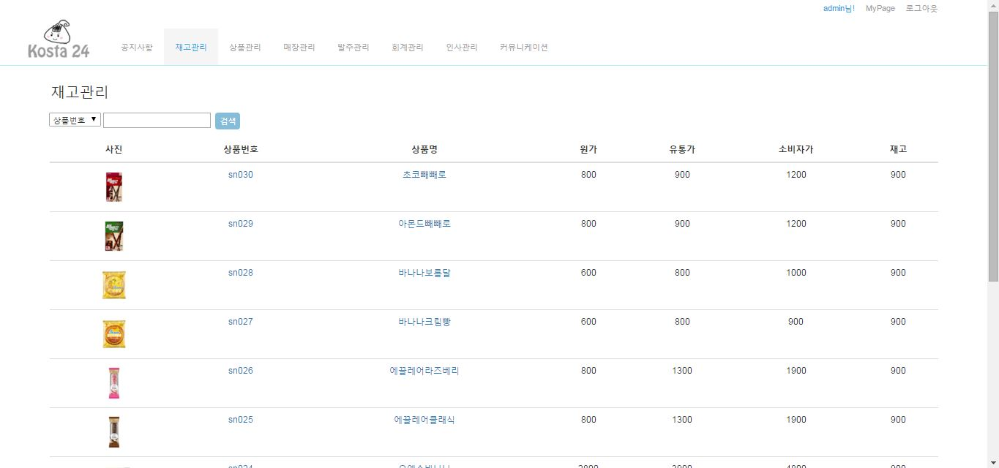 admin님! MyPage 로그아웃
Kosta 24
공지사항 재고관리 상품관리 매장관리 발주관리 회계관리 인사관리 커뮤니케이션
재고관리
상품번호 검색
사진 상품번호 상품명 원가 유통가 소비자가 재고
sn030 초코빼빼로 800 900 1200 900
sn029 아몬드빼빼로 800 900 1200 900
sn028 바나나보름달 600 800 1000 900
sn027 바나나크림빵 600 800 900 900
sn026 에끌레어라즈베리 800 1300 1900 900
sn025 에끌레어클래식 800 1300 1900 900